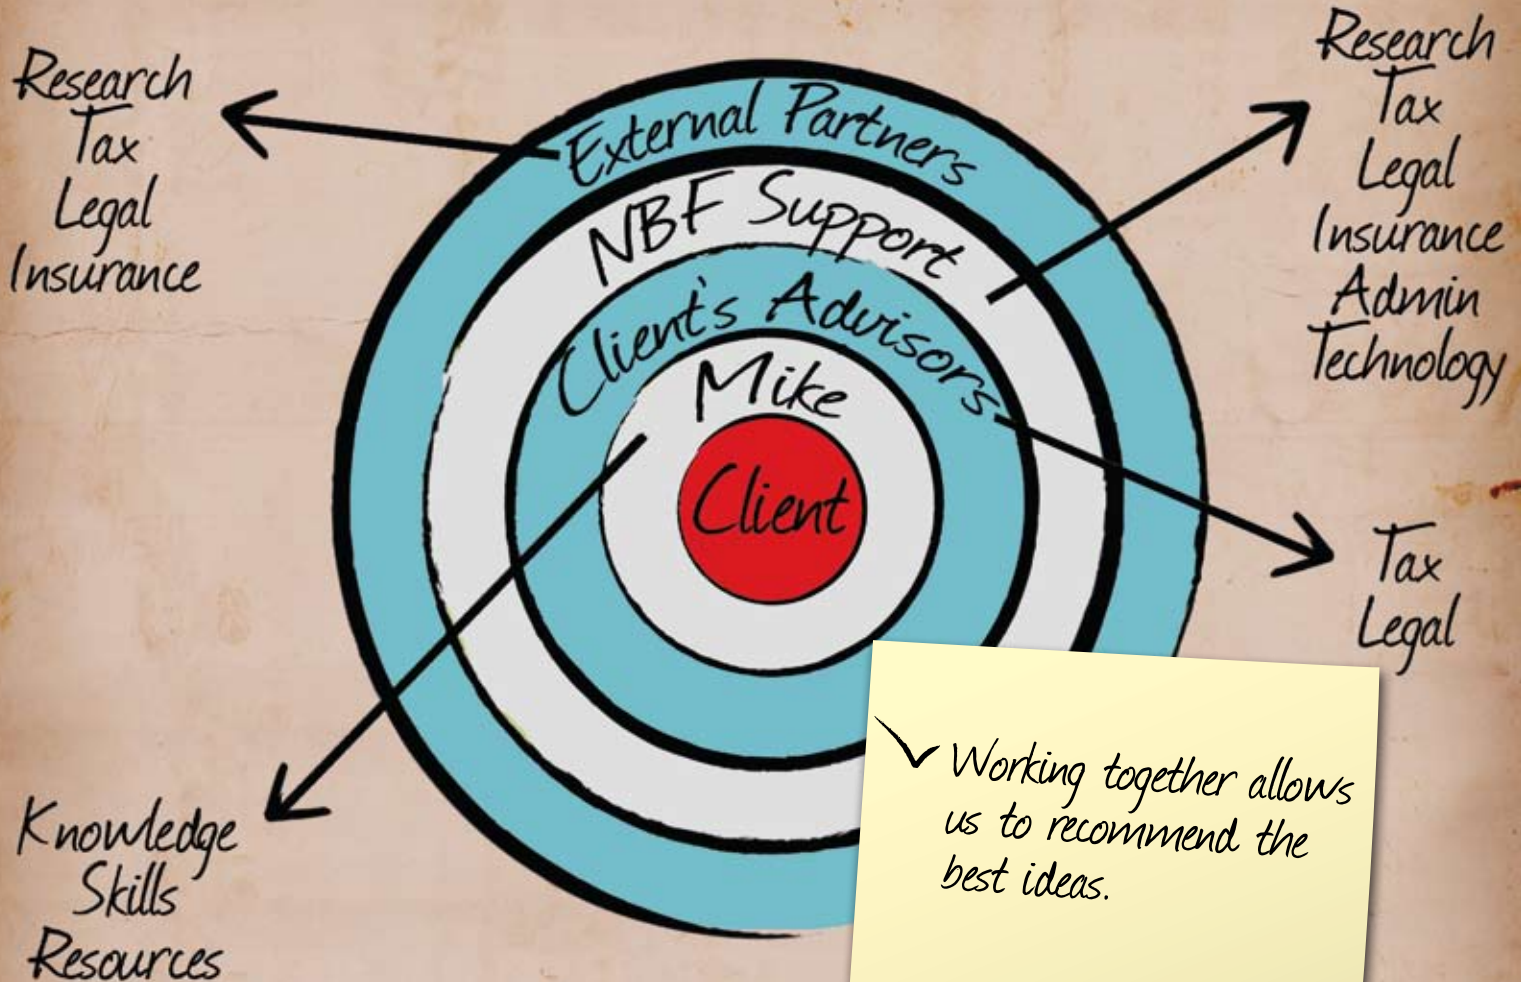 Research
Tax
Legal
Insurance
External Partners
NBF Support
Client's Advisors
Mike
Client
Research
Tax
Legal
Insurance
Admin
Technology
Tax
Legal
Knowledge
Skills
Resources
Working together allows
us to recommend the
best ideas.